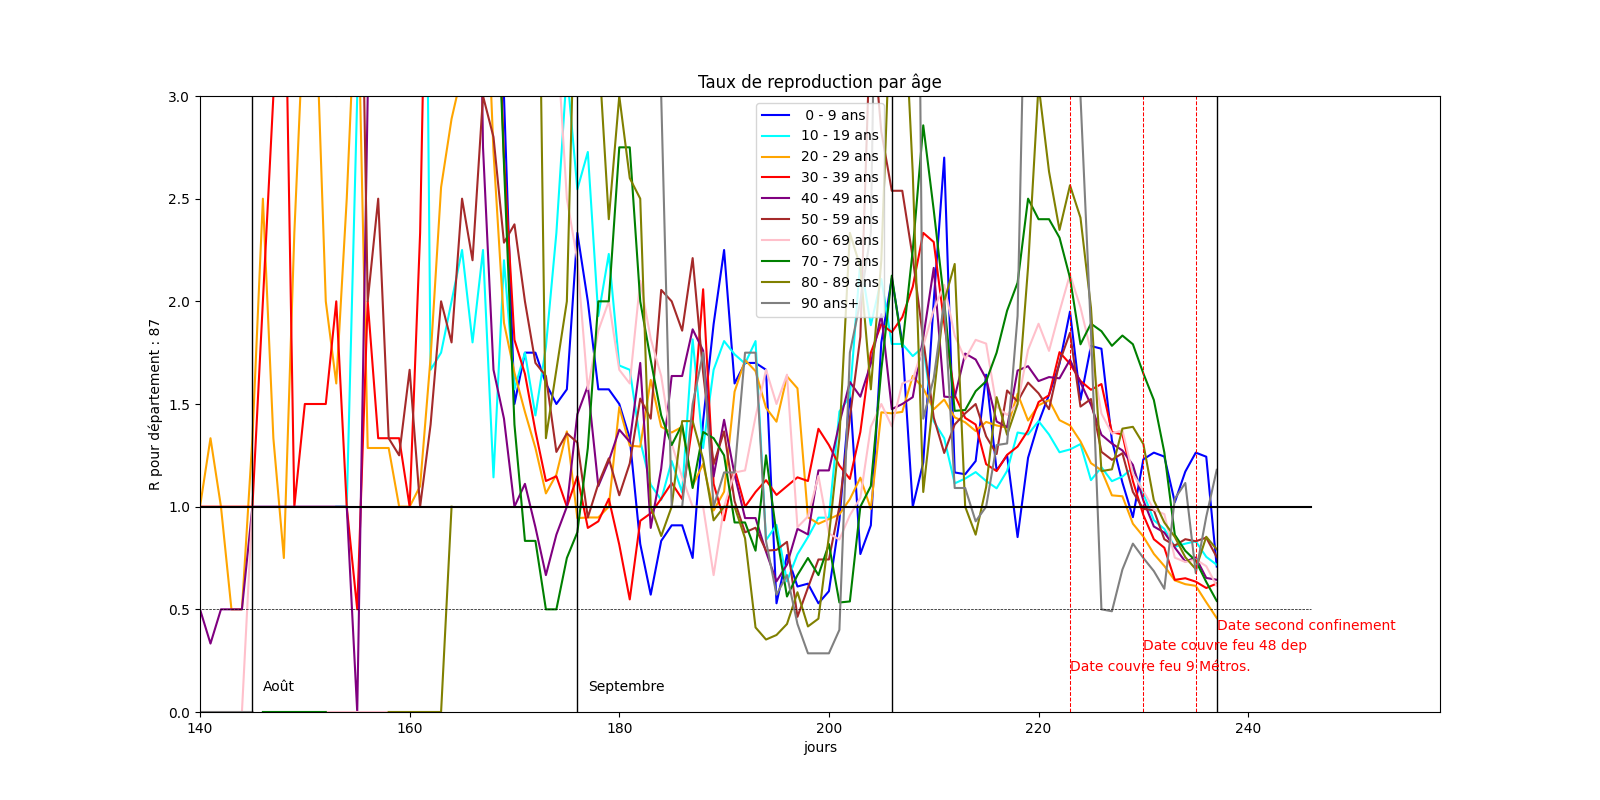 Taux de reproduction par âge
R pour département : 87
3.0
2.5
2.0
1.5
1.0
0.5
0.0
0 - 9 ans
10 - 19 ans
20 - 29 ans
30 - 39 ans
40 - 49 ans
50 - 59 ans
60 - 69 ans
70 - 79 ans
80 - 89 ans
90 ans+
Date second confinement
Date couvre feu 48 dep
Date couvre feu 9 Métros.
Août
Septembre
140
160
180
200
220
240
jours